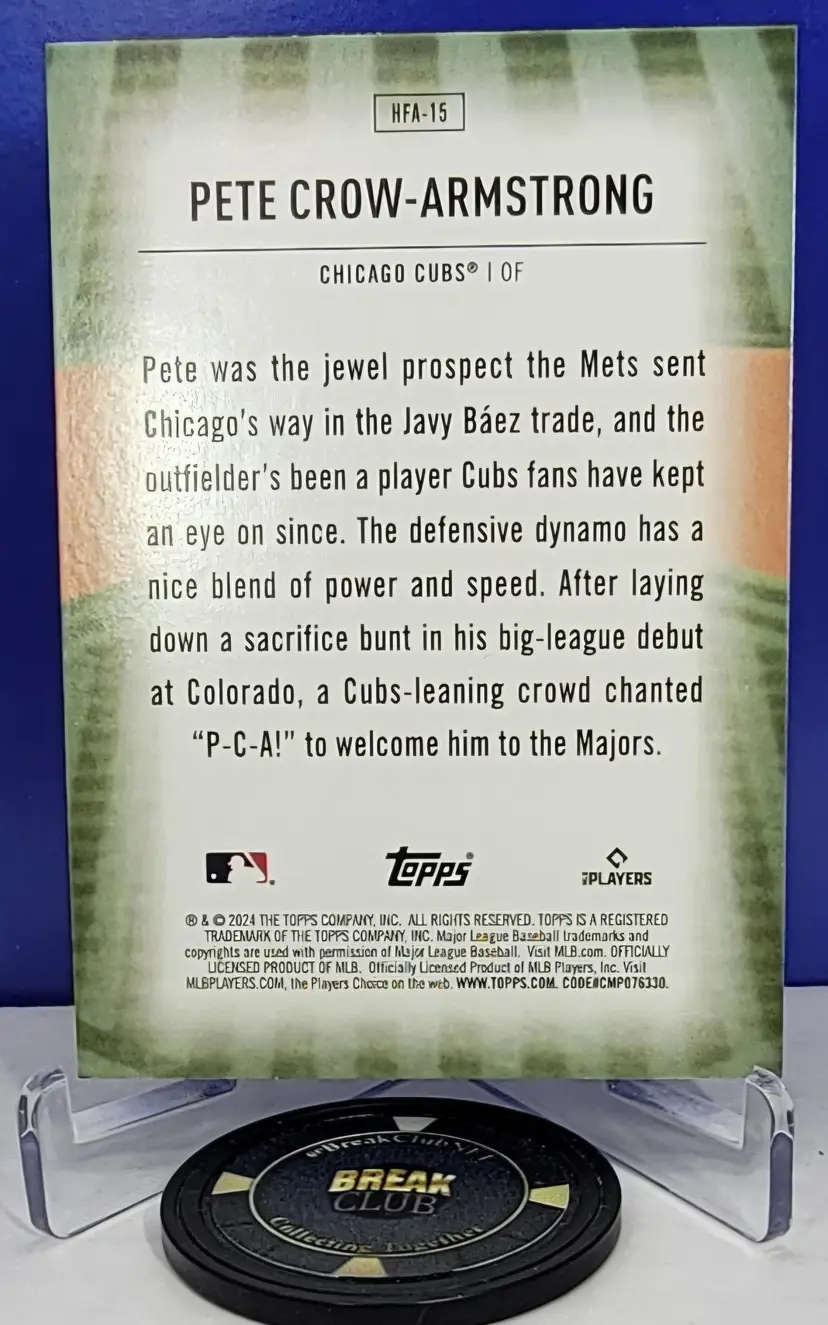 HFA-15
PETE CROW-ARMSTRONG
CHICAGO CUBS® | OF
Pete was the jewel prospect the Mets sent
Chicago's way in the Javy Báez trade, and the
outfielder's been a player Cubs fans have kept
an eye on since. The defensive dynamo has a
nice blend of power and speed. After laying
down a sacrifice bunt in his big-league debut
at Colorado, a Cubs-leaning crowd chanted
“P-C-A!” to welcome him to the Majors.
Topps® PLAYERS
® & © 2024 THE TOPPS COMPANY, INC. ALL RIGHTS RESERVED. TOPPS IS A REGISTERED
TRADEMARK OF THE TOPPS COMPANY, INC. Major League Baseball trademarks and
copyrights are used with permission of Major League Baseball. Visit MLB.com. OFFICIALLY
LICENSED PRODUCT OF MLB. Officially Licensed Product of MLB Players, Inc. Visit
MLBPLAYERS.COM, the Players Choice on the web. WWW.TOPPS.COM. CODE#CMP076330.
BREAK
CLUB
Collecting Together